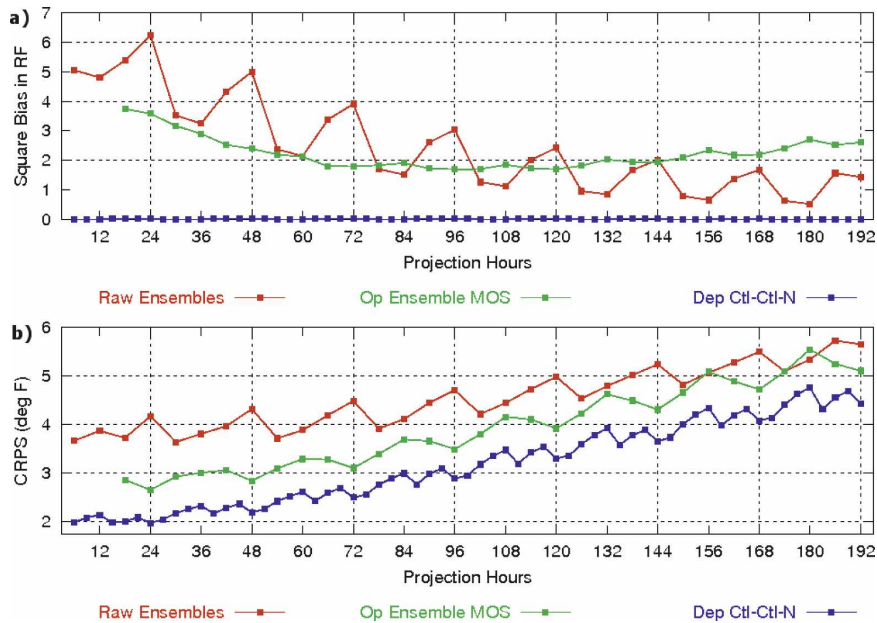 a)
7
6
5
4
3
2
1
0
Square Bias in RF
12 24 36 48 60 72 84 96 108 120 132 144 156 168 180 192
Projection Hours
Raw Ensembles Op Ensemble MOS Dep Ctl-Ctl-N
b)
6
5
4
3
2
CRPS (deg F)
12 24 36 48 60 72 84 96 108 120 132 144 156 168 180 192
Projection Hours
Raw Ensembles Op Ensemble MOS Dep Ctl-Ctl-N